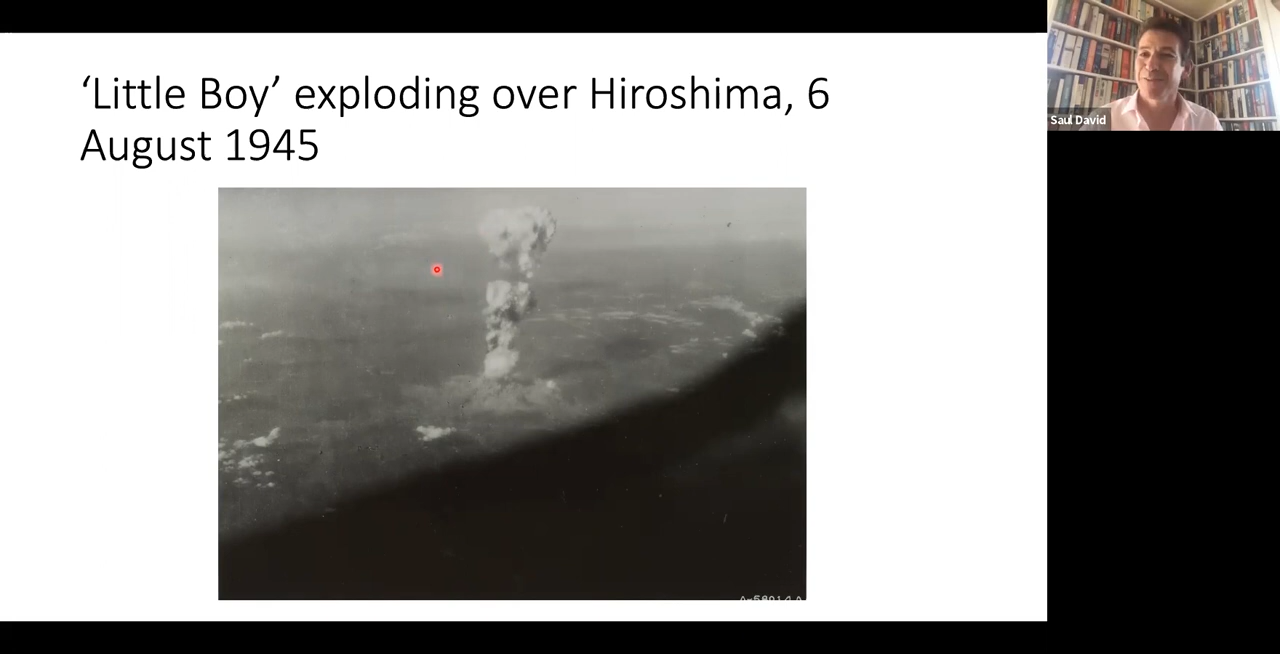 ‘Little Boy’ exploding over Hiroshima, 6
August 1945
Saul David